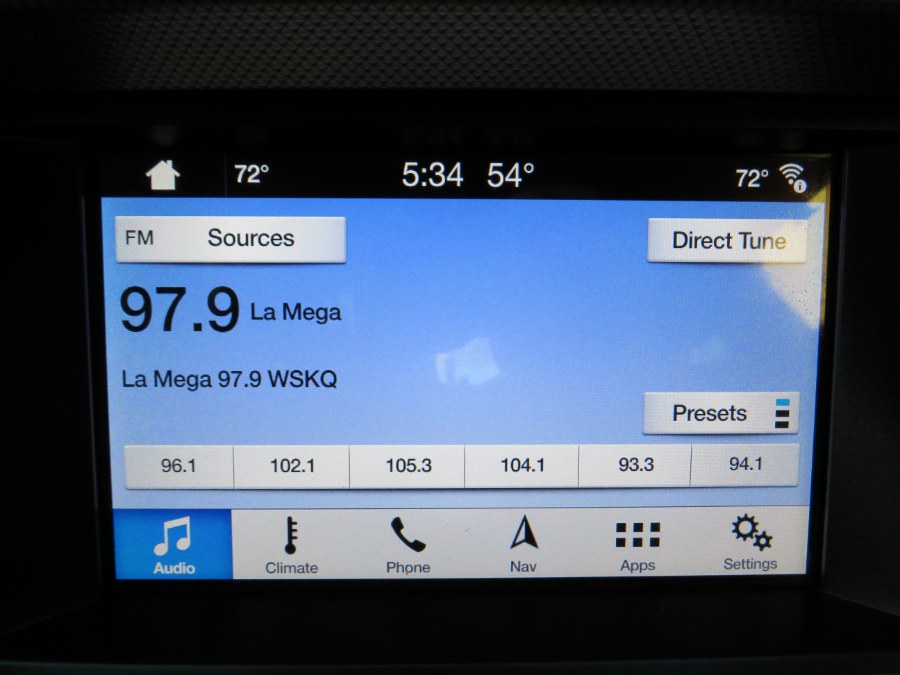 72° 5:34 54° 72°
FM Sources Direct Tune
97.9 La Mega
La Mega 97.9 WSKQ
Presets
96.1 102.1 105.3 104.1 93.3 94.1
Audio Climate Phone Nav Apps Settings